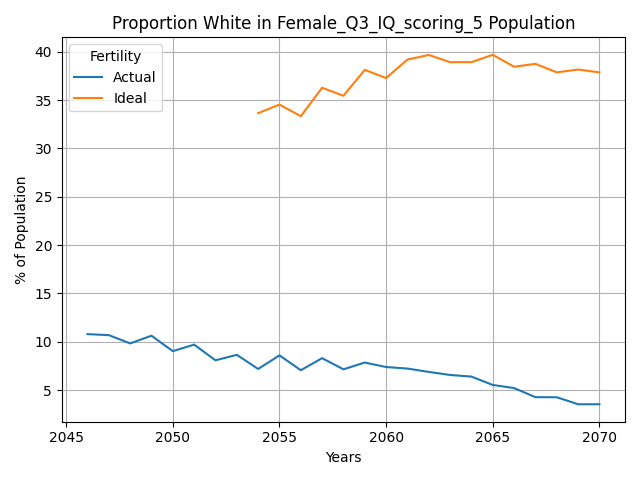 Proportion White in Female_Q3_IQ_scoring_5 Population
Fertility
Actual
Ideal
% of Population
40
35
30
25
20
15
10
5
2045
2050
2055
2060
2065
2070
Years